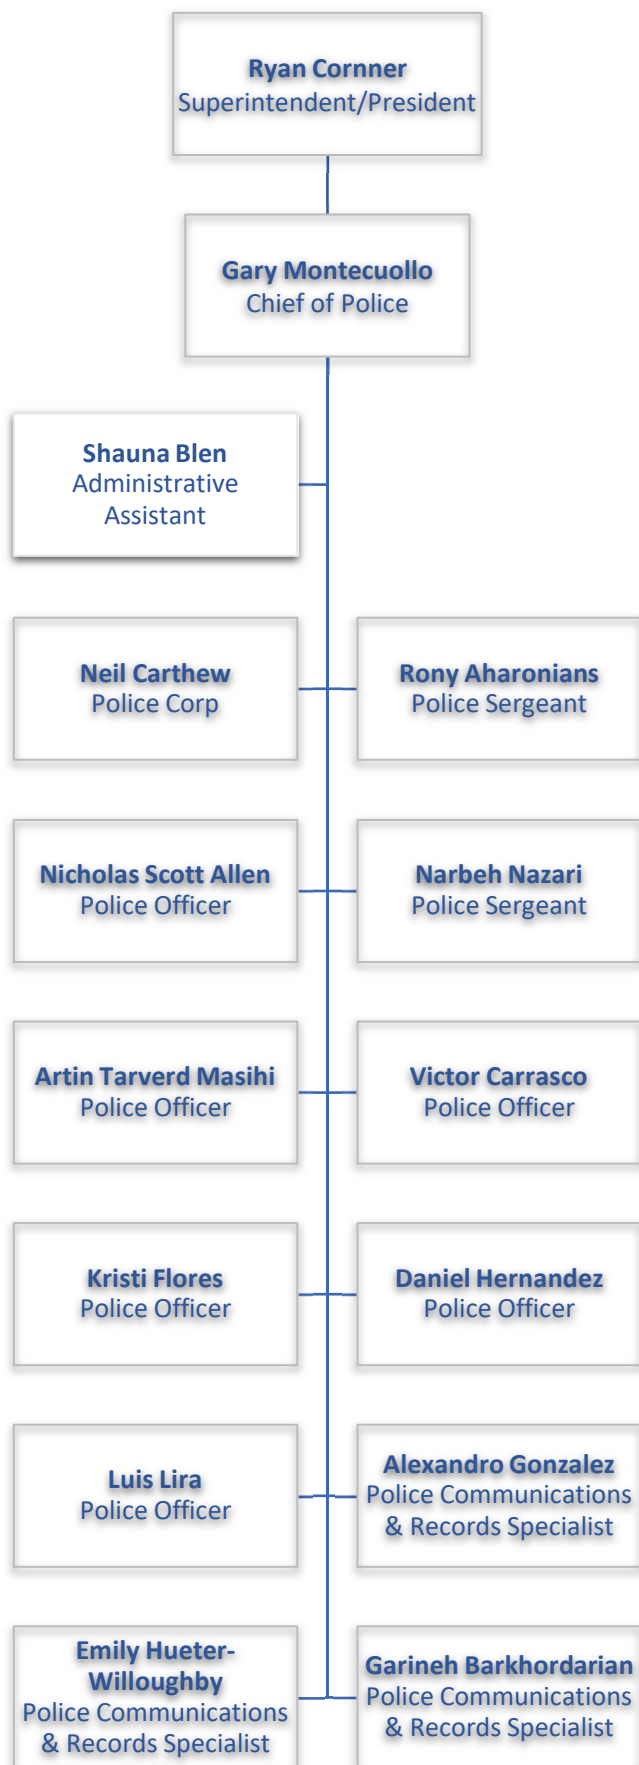 Ryan Cornner
Superintendent/President
Gary Montecuollo
Chief of Police
Shauna Blen
Administrative
Assistant
Neil Carthew
Police Corp
Rony Aharonians
Police Sergeant
Nicholas Scott Allen
Police Officer
Narbeh Nazari
Police Sergeant
Artin Tarverd Masihi
Police Officer
Victor Carrasco
Police Officer
Kristi Flores
Police Officer
Daniel Hernandez
Police Officer
Luis Lira
Police Officer
Alexandro Gonzalez
Police Communications
& Records Specialist
Emily Hueter-
Willoughby
Police Communications
& Records Specialist
Garineh Barkhordarian
Police Communications
& Records Specialist